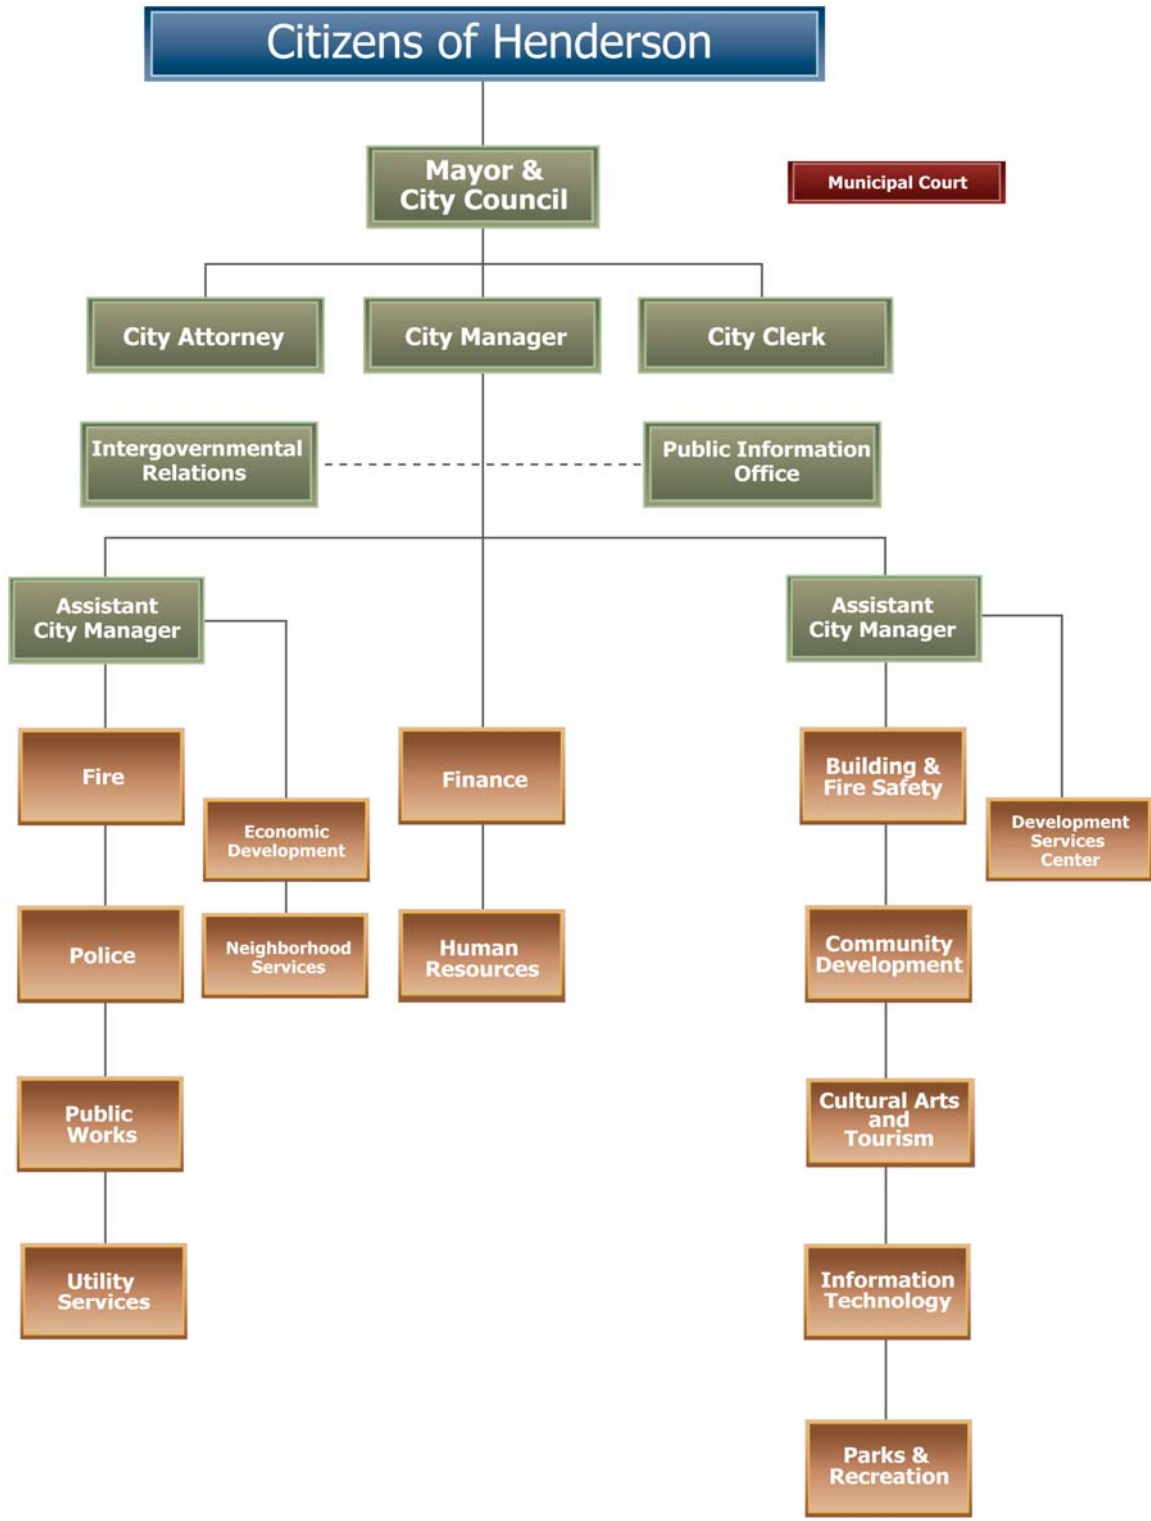 Citizens of Henderson
Mayor &
City Council
Municipal Court
City Attorney
City Manager
City Clerk
Intergovernmental
Relations
Public Information
Office
Assistant
City Manager
Assistant
City Manager
Fire
Finance
Building &
Fire Safety
Economic
Development
Development
Services
Center
Police
Neighborhood
Services
Human
Resources
Community
Development
Public
Works
Cultural Arts
and
Tourism
Utility
Services
Information
Technology
Parks &
Recreation